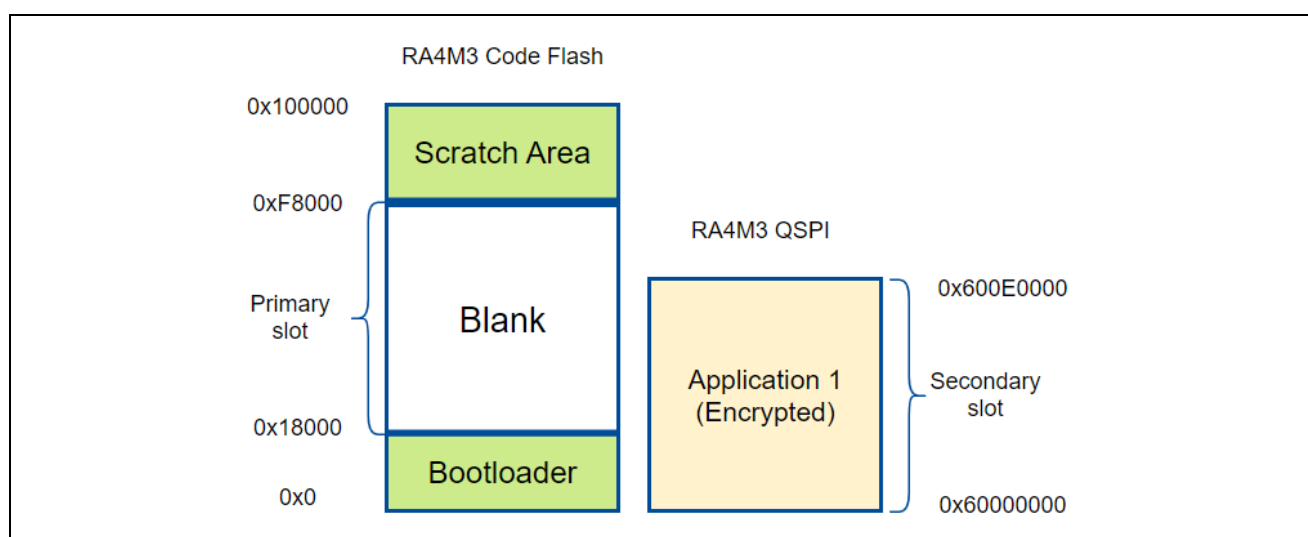 RA4M3 Code Flash
0x100000
Scratch Area
0xF8000
RA4M3 QSPI
0x600E0000
Primary
slot
Blank
Application 1
(Encrypted)
Secondary
slot
0x18000
Bootloader
0x0
0x60000000